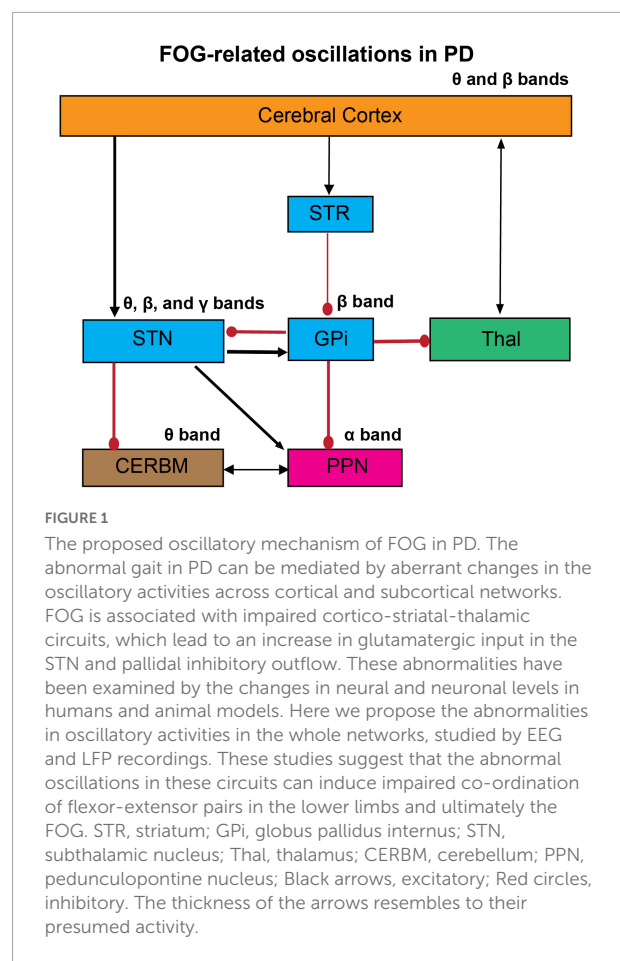 FOG-related oscillations in PD
θ and β bands
Cerebral Cortex
STR
θ, β, and γ bands
β band
STN
GPi
Thal
θ band
α band
CERBM
PPN
FIGURE 1
The proposed oscillatory mechanism of FOG in PD. The
abnormal gait in PD can be mediated by aberrant changes in the
oscillatory activities across cortical and subcortical networks.
FOG is associated with impaired cortico-striatal-thalamic
circuits, which lead to an increase in glutamatergic input in the
STN and pallidal inhibitory outflow. These abnormalities have
been examined by the changes in neural and neuronal levels in
humans and animal models. Here we propose the abnormalities
in oscillatory activities in the whole networks, studied by EEG
and LFP recordings. These studies suggest that the abnormal
oscillations in these circuits can induce impaired co-ordination
of flexor-extensor pairs in the lower limbs and ultimately the
FOG. STR, striatum; GPi, globus pallidus internus; STN,
subthalamic nucleus; Thal, thalamus; CERBM, cerebellum; PPN,
pedunculopontine nucleus; Black arrows, excitatory; Red circles,
inhibitory. The thickness of the arrows resembles to their
presumed activity.